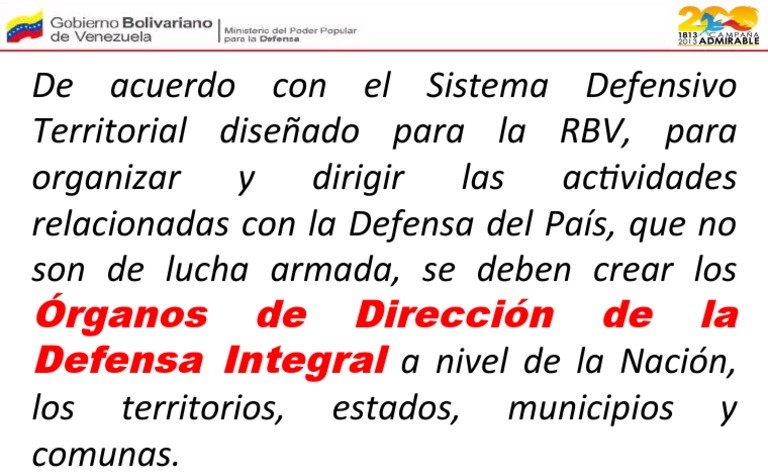 Gobierno Bolivariano
de Venezuela
Ministerio del Poder Popular
para la Defensa
200
1813 CAMPAÑA
2013 ADMIRABLE
De acuerdo con el Sistema Defensivo
Territorial diseñado para la RBV, para
organizar y dirigir las actividades
relacionadas con la Defensa del País, que no
son de lucha armada, se deben crear los
Órganos de Dirección de la
Defensa Integral a nivel de la Nación,
los territorios, estados, municipios y
comunas.